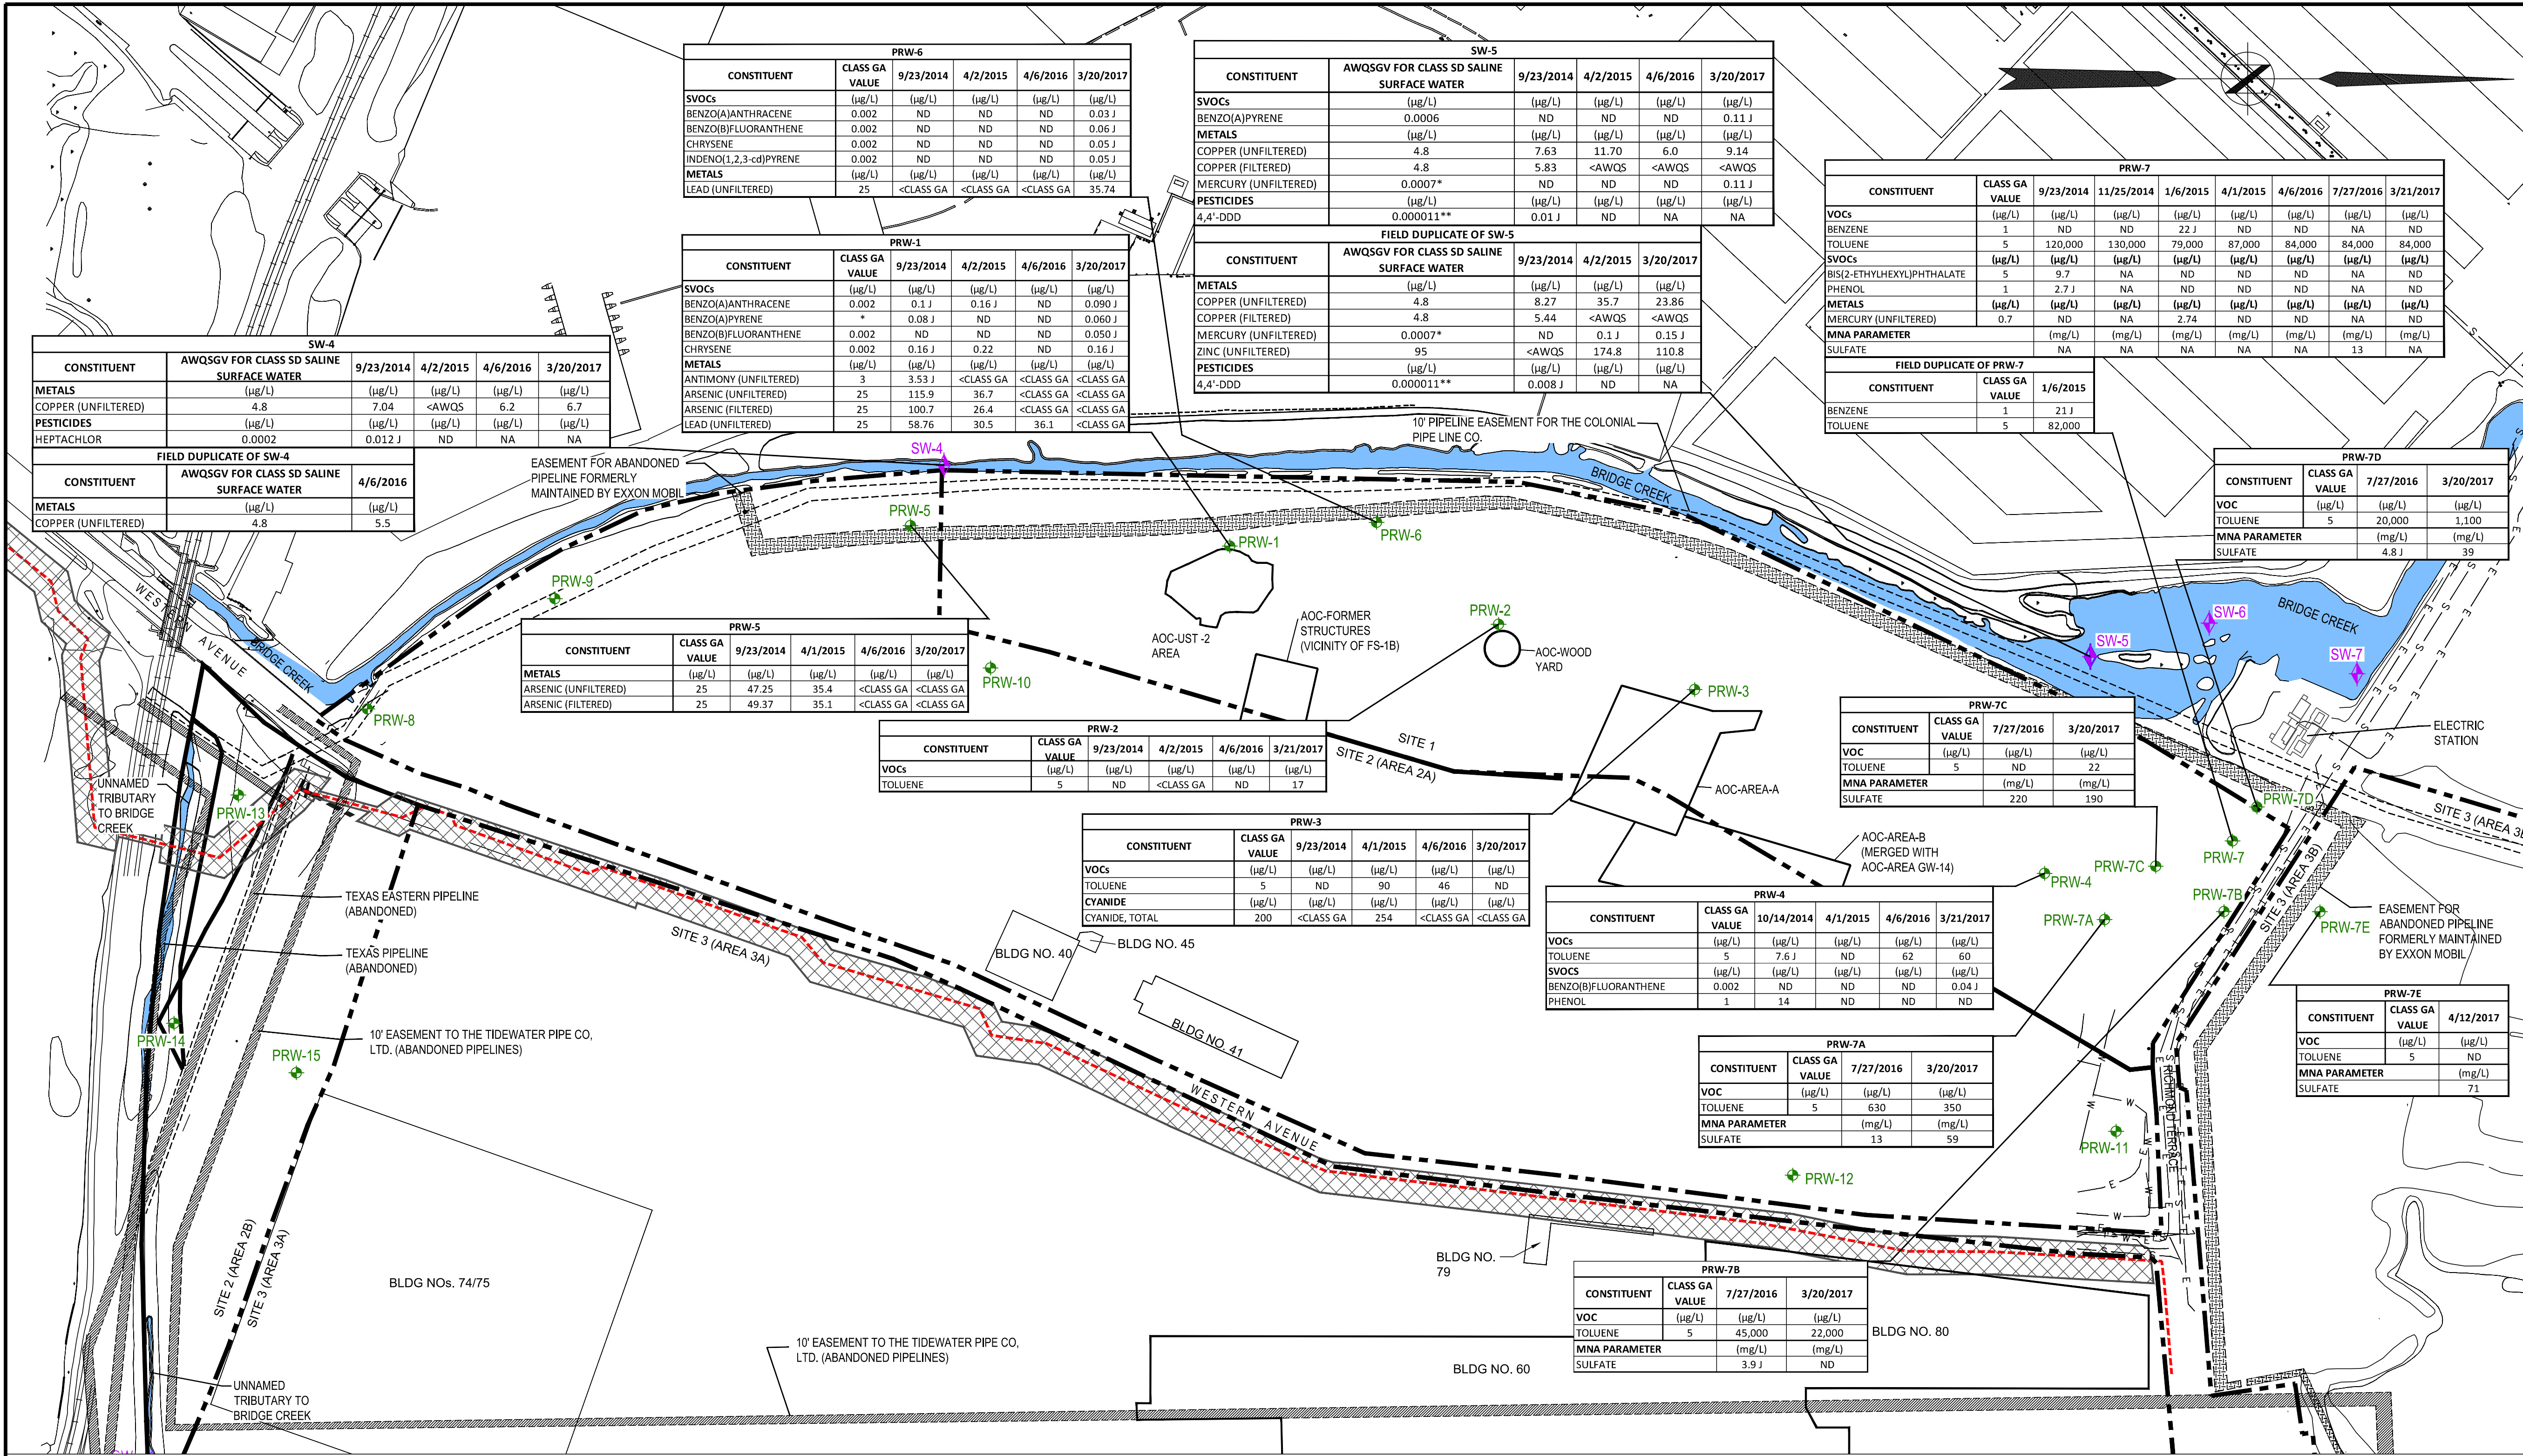 PRW-6
CONSTITUENT CLASS GA VALUE 9/23/2014 4/2/2015 4/6/2016 3/20/2017
SVOCs (µg/L) (µg/L) (µg/L) (µg/L) (µg/L)
BENZO(A)ANTHRACENE 0.002 ND ND ND 0.03 J
BENZO(B)FLUORANTHENE 0.002 ND ND ND 0.06 J
CHRYSENE 0.002 ND ND ND 0.05 J
INDENO(1,2,3-cd)PYRENE 0.002 ND ND ND 0.05 J
METALS (µg/L) (µg/L) (µg/L) (µg/L) (µg/L)
LEAD (UNFILTERED) 25 <CLASS GA <CLASS GA <CLASS GA 35.74
SW-5
CONSTITUENT AWQSGV FOR CLASS SD SALINE SURFACE WATER 9/23/2014 4/2/2015 4/6/2016 3/20/2017
SVOCs (µg/L) (µg/L) (µg/L) (µg/L) (µg/L)
BENZO(A)PYRENE 0.0006 ND ND ND 0.11 J
METALS (µg/L) (µg/L) (µg/L) (µg/L) (µg/L)
COPPER (UNFILTERED) 4.8 7.63 11.70 6.0 9.14
COPPER (FILTERED) 4.8 5.83 <AWQS <AWQS <AWQS
MERCURY (UNFILTERED) 0.0007* ND ND ND 0.11 J
PESTICIDES (µg/L) (µg/L) (µg/L) (µg/L) (µg/L)
4,4'-DDD 0.000011** 0.01 J ND NA NA
FIELD DUPLICATE OF SW-5
CONSTITUENT AWQSGV FOR CLASS SD SALINE SURFACE WATER 9/23/2014 4/2/2015 3/20/2017
METALS (µg/L) (µg/L) (µg/L) (µg/L)
COPPER (UNFILTERED) 4.8 8.27 35.7 23.86
COPPER (FILTERED) 4.8 5.44 <AWQS <AWQS
MERCURY (UNFILTERED) 0.0007* ND 0.1 J 0.15 J
ZINC (UNFILTERED) 95 <AWQS 174.8 110.8
PESTICIDES (µg/L) (µg/L) (µg/L) (µg/L)
4,4'-DDD 0.000011** 0.008 J ND NA
PRW-7
CONSTITUENT CLASS GA VALUE 9/23/2014 11/25/2014 1/6/2015 4/1/2015 4/6/2016 7/27/2016 3/21/2017
VOCs (µg/L) (µg/L) (µg/L) (µg/L) (µg/L) (µg/L) (µg/L) (µg/L)
BENZENE 1 ND ND 22 J ND ND NA ND
TOLUENE 5 120,000 130,000 79,000 87,000 84,000 84,000 84,000
SVOCs (µg/L) (µg/L) (µg/L) (µg/L) (µg/L) (µg/L) (µg/L) (µg/L)
BIS(2-ETHYLHEXYL)PHTHALATE 5 9.7 NA ND ND ND NA ND
PHENOL 1 2.7 J NA ND ND ND NA ND
METALS (µg/L) (µg/L) (µg/L) (µg/L) (µg/L) (µg/L) (µg/L) (µg/L)
MERCURY (UNFILTERED) 0.7 ND NA 2.74 ND ND NA ND
MNA PARAMETER (mg/L) (mg/L) (mg/L) (mg/L) (mg/L) (mg/L) (mg/L)
SULFATE NA NA NA NA NA 13 NA
FIELD DUPLICATE OF PRW-7
CONSTITUENT CLASS GA VALUE 1/6/2015
BENZENE 1 21 J
TOLUENE 5 82,000
PRW-1
CONSTITUENT CLASS GA VALUE 9/23/2014 4/2/2015 4/6/2016 3/20/2017
SVOCs (µg/L) (µg/L) (µg/L) (µg/L) (µg/L)
BENZO(A)ANTHRACENE 0.002 0.1 J 0.16 J ND 0.090 J
BENZO(A)PYRENE * 0.08 J ND ND 0.060 J
BENZO(B)FLUORANTHENE 0.002 ND ND ND 0.050 J
CHRYSENE 0.002 0.16 J 0.22 ND 0.16 J
METALS (µg/L) (µg/L) (µg/L) (µg/L) (µg/L)
ANTIMONY (UNFILTERED) 3 3.53 J <CLASS GA <CLASS GA <CLASS GA
ARSENIC (UNFILTERED) 25 115.9 36.7 <CLASS GA <CLASS GA
ARSENIC (FILTERED) 25 100.7 26.4 <CLASS GA <CLASS GA
LEAD (UNFILTERED) 25 58.76 30.5 36.1 <CLASS GA
SW-4
CONSTITUENT AWQSGV FOR CLASS SD SALINE SURFACE WATER 9/23/2014 4/2/2015 4/6/2016 3/20/2017
METALS (µg/L) (µg/L) (µg/L) (µg/L) (µg/L)
COPPER (UNFILTERED) 4.8 7.04 <AWQS 6.2 6.7
PESTICIDES (µg/L) (µg/L) (µg/L) (µg/L) (µg/L)
HEPTACHLOR 0.0002 0.012 J ND NA NA
FIELD DUPLICATE OF SW-4
CONSTITUENT AWQSGV FOR CLASS SD SALINE SURFACE WATER 4/6/2016
METALS (µg/L) (µg/L)
COPPER (UNFILTERED) 4.8 5.5
EASEMENT FOR ABANDONED
PIPELINE FORMERLY
MAINTAINED BY EXXON MOBIL
SW-4
10' PIPELINE EASEMENT FOR THE COLONIAL
PIPE LINE CO.
BRIDGE CREEK
PRW-7D
CONSTITUENT CLASS GA VALUE 7/27/2016 3/20/2017
VOC (µg/L) (µg/L) (µg/L)
TOLUENE 5 20,000 1,100
MNA PARAMETER (mg/L) (mg/L)
SULFATE 4.8 J 39
PRW-5
PRW-1
PRW-6
PRW-9
WESTERN AVENUE
BRIDGE CREEK
AOC-UST -2
AREA
AOC-FORMER
STRUCTURES
(VICINITY OF FS-1B)
PRW-2
AOC-WOOD
YARD
SW-5
SW-6
SW-7
BRIDGE CREEK
PRW-5
CONSTITUENT CLASS GA VALUE 9/23/2014 4/1/2015 4/6/2016 3/20/2017
METALS (µg/L) (µg/L) (µg/L) (µg/L) (µg/L)
ARSENIC (UNFILTERED) 25 47.25 35.4 <CLASS GA <CLASS GA
ARSENIC (FILTERED) 25 49.37 35.1 <CLASS GA <CLASS GA
PRW-10
PRW-3
PRW-8
PRW-2
CONSTITUENT CLASS GA VALUE 9/23/2014 4/2/2015 4/6/2016 3/21/2017
VOCs (µg/L) (µg/L) (µg/L) (µg/L) (µg/L)
TOLUENE 5 ND <CLASS GA ND 17
SITE 1
SITE 2 (AREA 2A)
AOC-AREA-A
PRW-7C
CONSTITUENT CLASS GA VALUE 7/27/2016 3/20/2017
VOC (µg/L) (µg/L) (µg/L)
TOLUENE 5 ND 22
MNA PARAMETER (mg/L) (mg/L)
SULFATE 220 190
ELECTRIC
STATION
UNNAMED
TRIBUTARY
TO BRIDGE
CREEK
PRW-13
PRW-7D
SITE 3 (AREA 3B
PRW-3
CONSTITUENT CLASS GA VALUE 9/23/2014 4/1/2015 4/6/2016 3/20/2017
VOCs (µg/L) (µg/L) (µg/L) (µg/L) (µg/L)
TOLUENE 5 ND 90 46 ND
CYANIDE (µg/L) (µg/L) (µg/L) (µg/L) (µg/L)
CYANIDE, TOTAL 200 <CLASS GA 254 <CLASS GA <CLASS GA
AOC-AREA-B
(MERGED WITH
AOC-AREA GW-14)
PRW-7
PRW-7C
PRW-4
PRW-7B
PRW-7A
PRW-7E
SITE 3 (AREA 3B)
EASEMENT FOR
ABANDONED PIPELINE
FORMERLY MAINTAINED
BY EXXON MOBIL
TEXAS EASTERN PIPELINE
(ABANDONED)
TEXAS PIPELINE
(ABANDONED)
SITE 3 (AREA 3A)
BLDG NO. 40
BLDG NO. 45
PRW-4
CONSTITUENT CLASS GA VALUE 10/14/2014 4/1/2015 4/6/2016 3/21/2017
VOCs (µg/L) (µg/L) (µg/L) (µg/L) (µg/L)
TOLUENE 5 7.6 J ND 62 60
SVOCS (µg/L) (µg/L) (µg/L) (µg/L) (µg/L)
BENZO(B)FLUORANTHENE 0.002 ND ND ND 0.04 J
PHENOL 1 14 ND ND ND
PRW-7E
CONSTITUENT CLASS GA VALUE 4/12/2017
VOC (µg/L) (µg/L)
TOLUENE 5 ND
MNA PARAMETER (mg/L)
SULFATE 71
PRW-14
PRW-15
10' EASEMENT TO THE TIDEWATER PIPE CO,
LTD. (ABANDONED PIPELINES)
BLDG NO. 41
WESTERN AVENUE
PRW-7A
CONSTITUENT CLASS GA VALUE 7/27/2016 3/20/2017
VOC (µg/L) (µg/L) (µg/L)
TOLUENE 5 630 350
MNA PARAMETER (mg/L) (mg/L)
SULFATE 13 59
RICHMOND TERRACE
PRW-11
PRW-12
SITE 2 (AREA 2B)
SITE 3 (AREA 3A)
BLDG NOs. 74/75
BLDG NO.
79
PRW-7B
CONSTITUENT CLASS GA VALUE 7/27/2016 3/20/2017
VOC (µg/L) (µg/L) (µg/L)
TOLUENE 5 45,000 22,000
MNA PARAMETER (mg/L) (mg/L)
SULFATE 3.9 J ND
BLDG NO. 80
BLDG NO. 60
10' EASEMENT TO THE TIDEWATER PIPE CO,
LTD. (ABANDONED PIPELINES)
UNNAMED
TRIBUTARY TO
BRIDGE CREEK